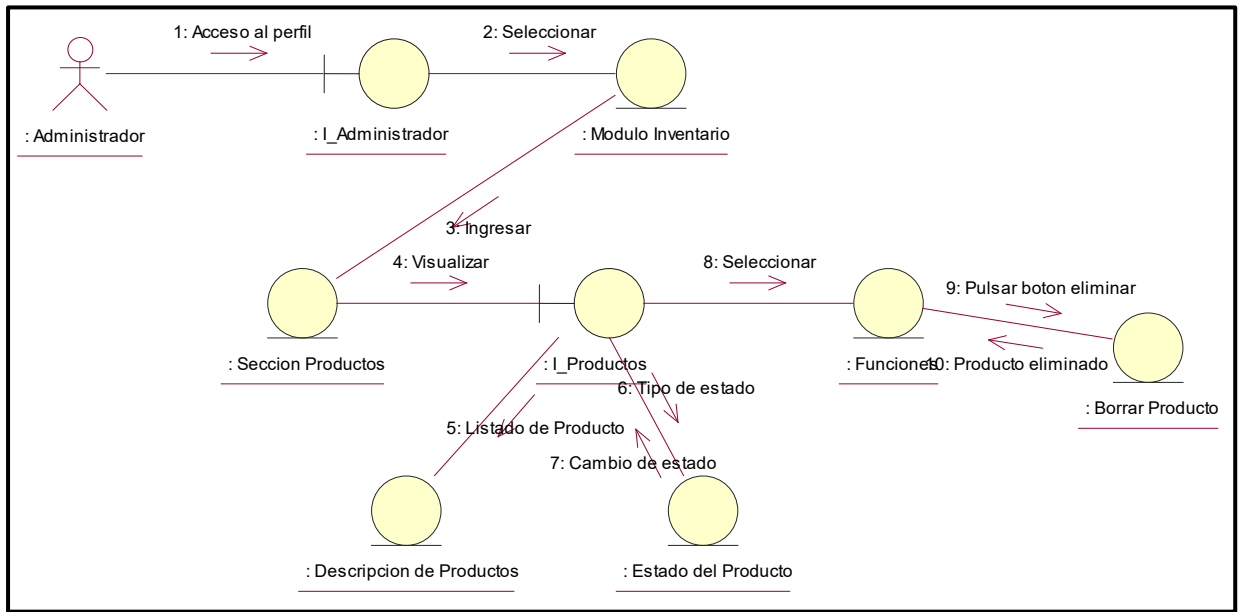 1: Acceso al perfil
2: Seleccionar
: Administrador
: I_Administrador
: Modulo Inventario
3: Ingresar
4: Visualizar
8: Seleccionar
9: Pulsar boton eliminar
: Seccion Productos
: I_Productos
: Funciones
10: Producto eliminado
6: Tipo de estado
: Borrar Producto
5: Listado de Producto
7: Cambio de estado
: Descripcion de Productos
: Estado del Producto